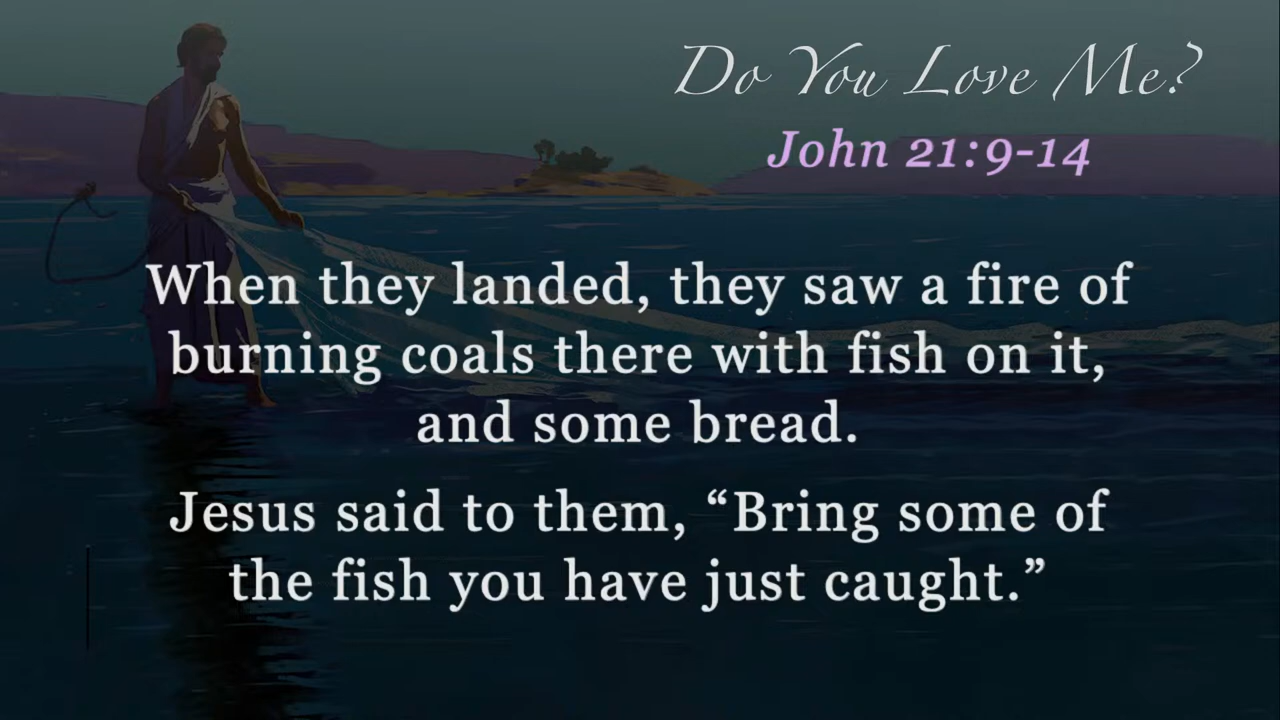 Do You Love Me?
John 21:9-14
When they landed, they saw a fire of
burning coals there with fish on it,
and some bread.
Jesus said to them, “Bring some of
the fish you have just caught.”